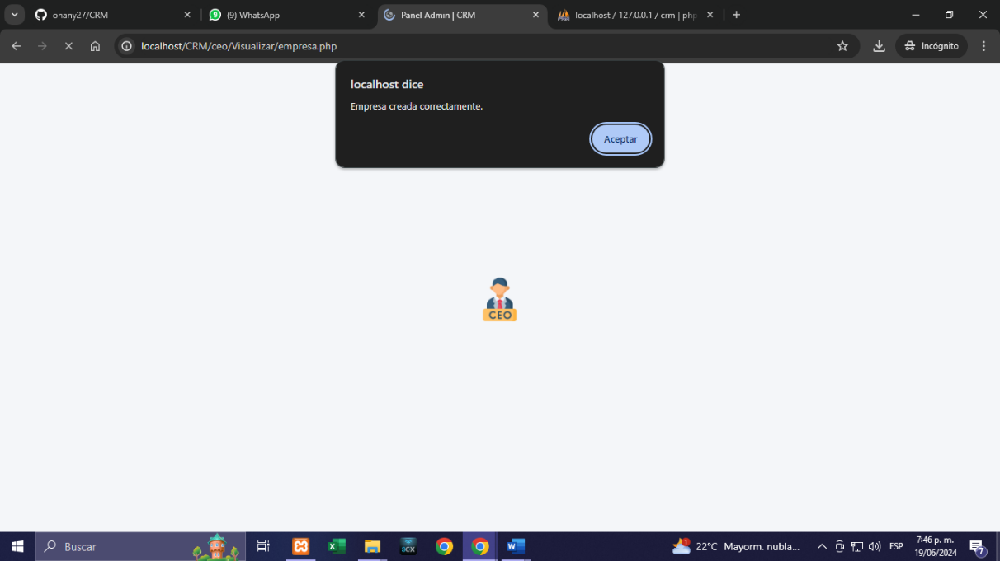 ohany27/CRM
(9) WhatsApp
Panel Admin | CRM
localhost / 127.0.0.1 / crm | php
localhost/CRM/ceo/Visualizar/empresa.php
Incógnito
localhost dice
Empresa creada correctamente.
Aceptar
CEO
Buscar
3CX
22°C Mayorm. nubla...
ESP
7:46 p. m.
19/06/2024
7